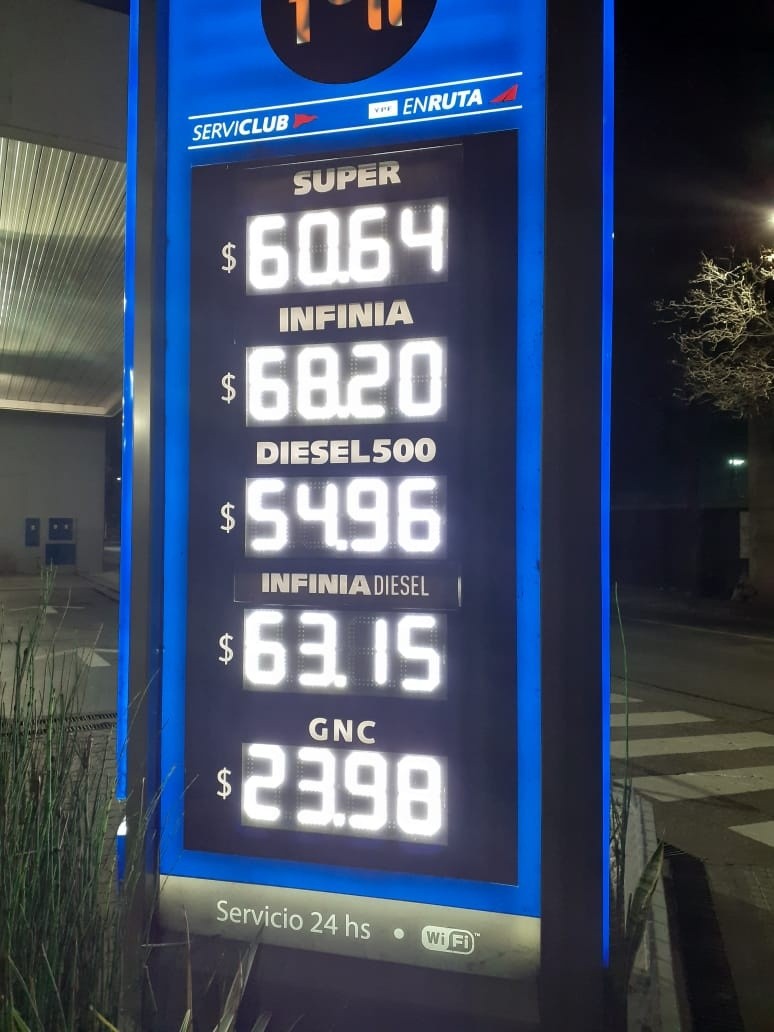 SERVICLUB
YPF ENRUTA
SUPER
$ 60.64
INFINIA
$ 68.20
DIESEL500
$ 54.96
INFINIA DIESEL
$ 63.15
GNC
$ 23.98
Servicio 24 hs • WiFi™